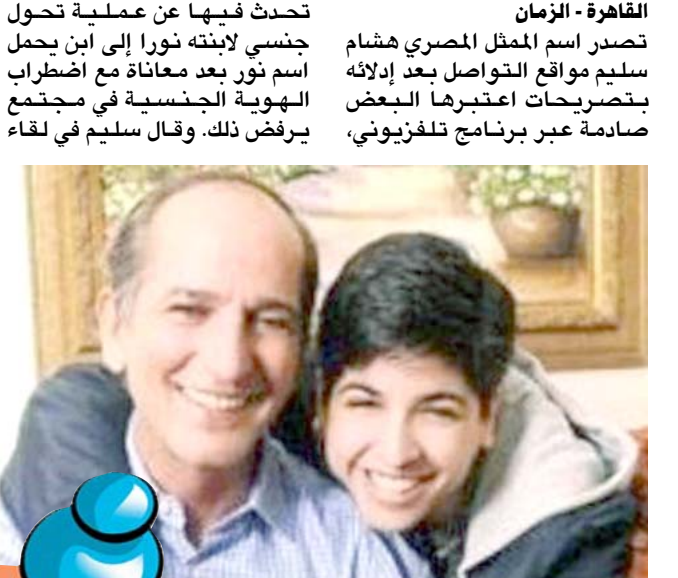 القاهرة - الزمان
تصدر اسم الممثل المصري هشام
سليم مواقع التواصل بعد إدلائه
بتصريحات اعتبرها البعض
صادمة عبر برنامج تلفزيوني،
تحدث فيها عن عملية تحول
جنسي لابنته نورا إلى ابن يحمل
اسم نور بعد معاناة مع اضطراب
الهوية الجنسية في مجتمع
يرفض ذلك. وقال سليم في لقاء